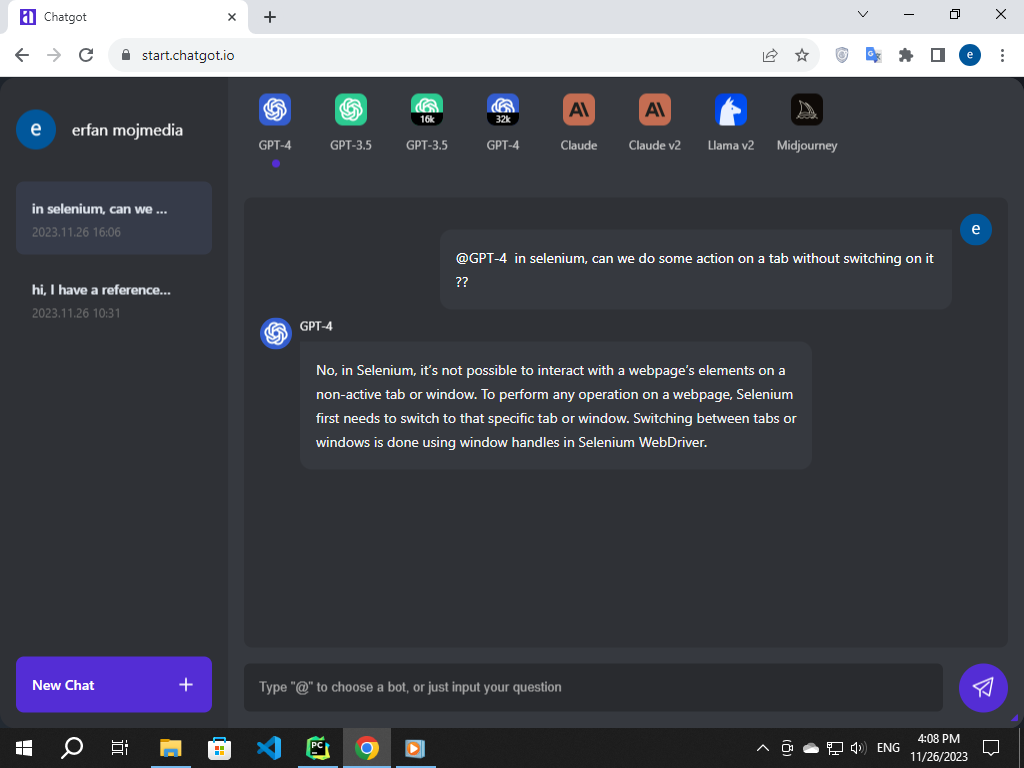 Chatgot
start.chatgot.io
e
e
erfan mojmedia
in selenium, can we ...
2023.11.26 16:06
hi, I have a reference...
2023.11.26 10:31
New Chat
16k
32k
GPT-4
GPT-3.5
GPT-3.5
GPT-4
Claude
Claude v2
Llama v2
Midjourney
e
@GPT-4 in selenium, can we do some action on a tab without switching on it
??
GPT-4
No, in Selenium, it's not possible to interact with a webpage's elements on a
non-active tab or window. To perform any operation on a webpage, Selenium
first needs to switch to that specific tab or window. Switching between tabs or
windows is done using window handles in Selenium WebDriver.
Type "@" to choose a bot, or just input your question
PC
ENG
4:08 PM
11/26/2023